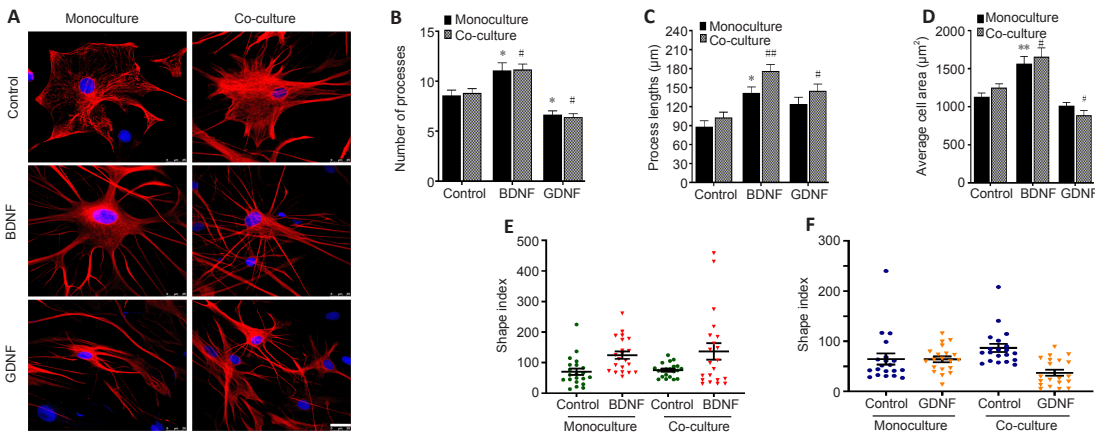 A
Monoculture
Co-culture
Control
BDNF
GDNF
B
Monoculture
Co-culture
Number of processes
15
10
5
0
*
#
*
#
Control
BDNF
GDNF
C
Monoculture
Co-culture
Process lengths (μm)
240
210
180
150
120
90
60
30
0
*
##
#
Control
BDNF
GDNF
D
Monoculture
Co-culture
Average cell area (μm²)
2000
1500
1000
500
0
**
#
#
Control
BDNF
GDNF
E
Shape index
500
400
300
200
100
0
Control
BDNF
Control
BDNF
Monoculture
Co-culture
F
Shape index
300
200
100
0
Control
GDNF
Control
GDNF
Monoculture
Co-culture